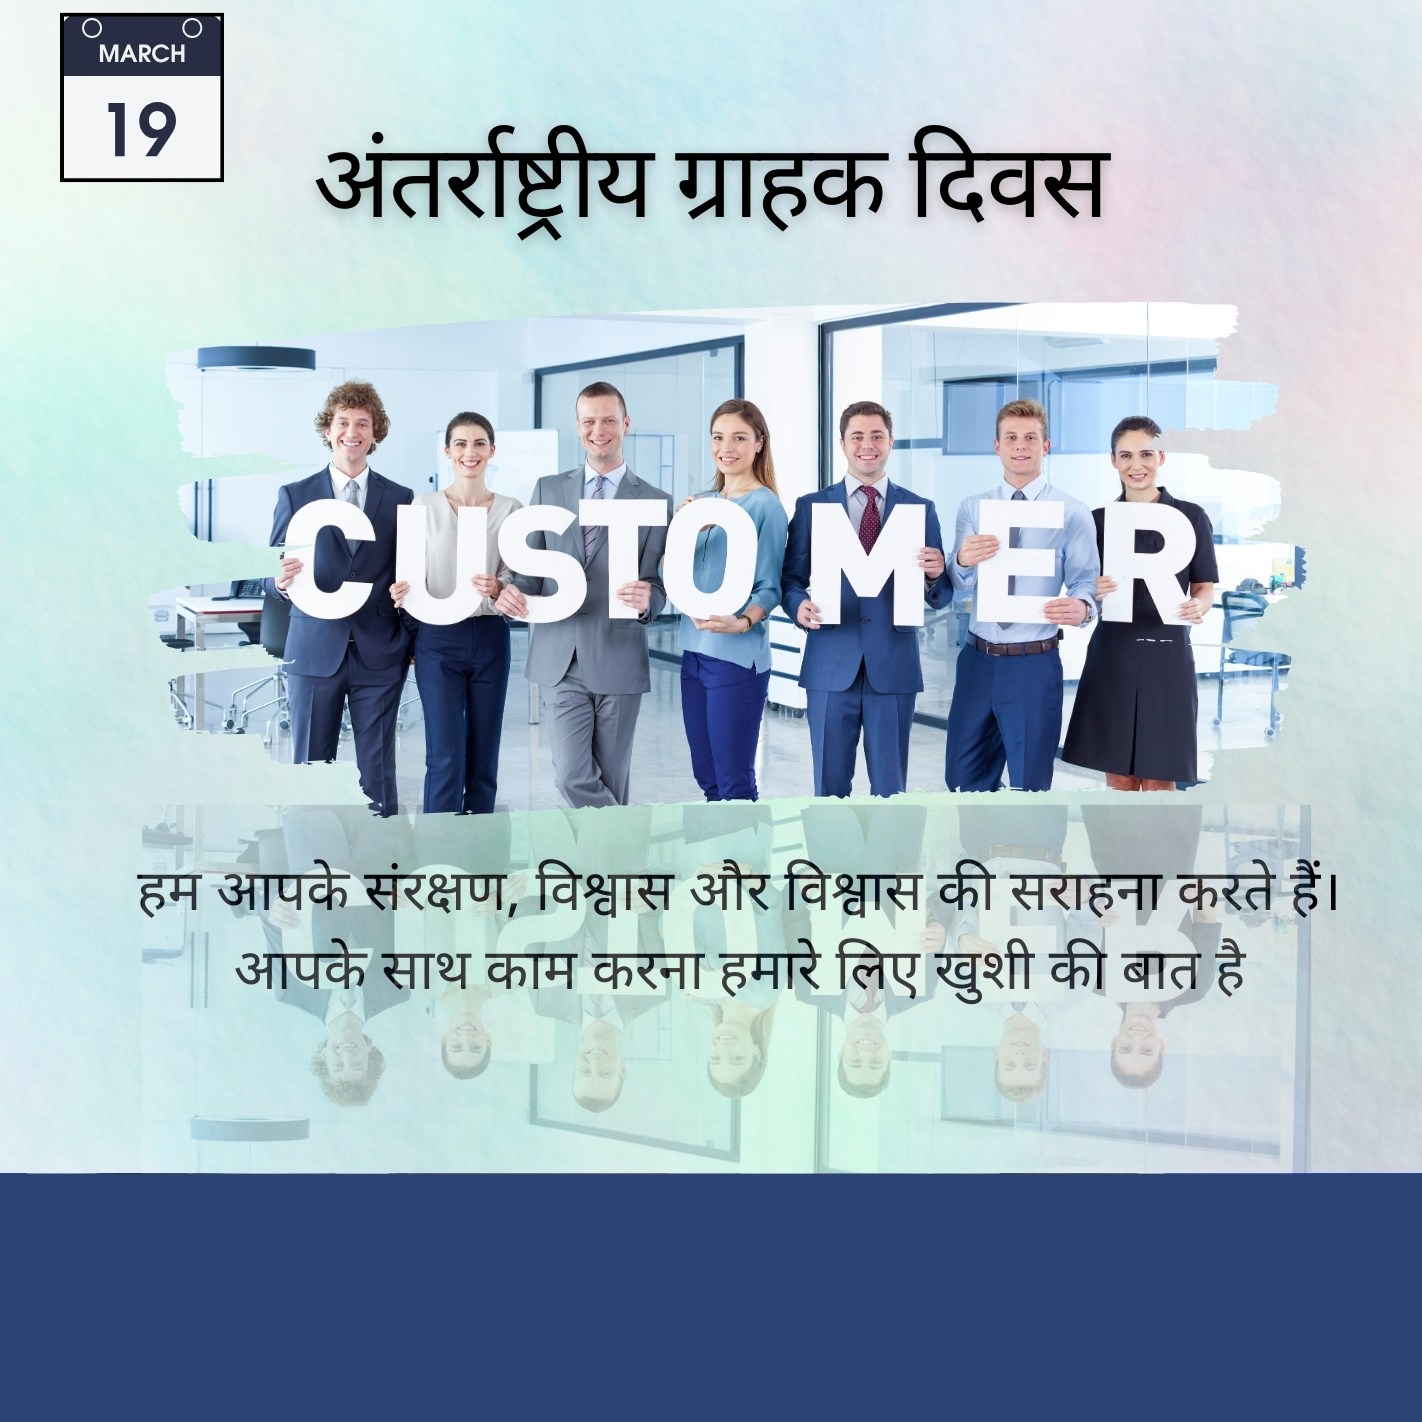 MARCH
19
अंतर्राष्ट्रीय ग्राहक दिवस
CUSTOMER
हम आपके संरक्षण, विश्वास और विश्वास की सराहना करते हैं।
आपके साथ काम करना हमारे लिए खुशी की बात है